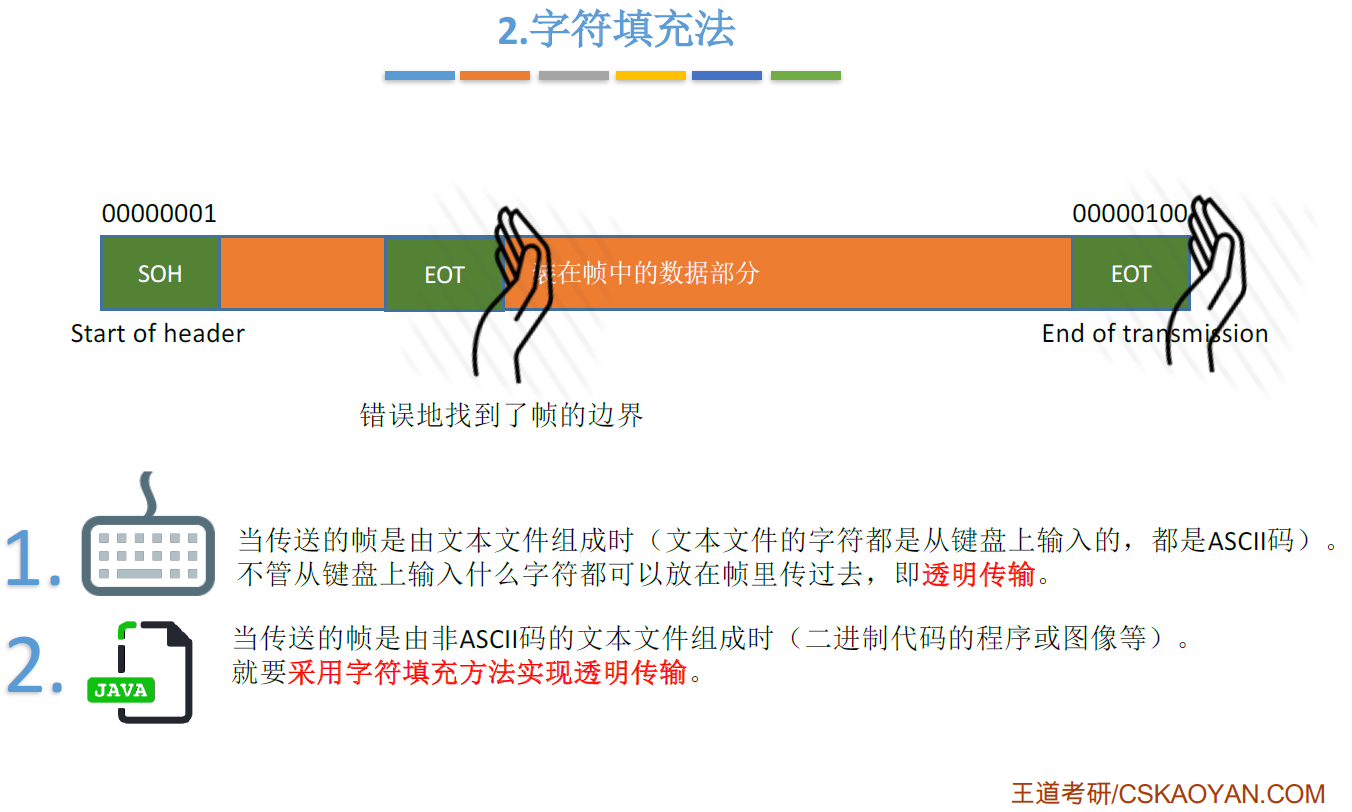 2.字符填充法
00000001
00000100
SOH
EOT
装在帧中的数据部分
EOT
Start of header
End of transmission
错误地找到了帧的边界
1.
当传送的帧是由文本文件组成时（文本文件的字符都是从键盘上输入的，都是ASCII码）。
不管从键盘上输入什么字符都可以放在帧里传过去，即透明传输。
2.
JAVA
当传送的帧是由非ASCII码的文本文件组成时（二进制代码的程序或图像等）。
就要采用字符填充方法实现透明传输。
王道考研/CSKAOYAN.COM